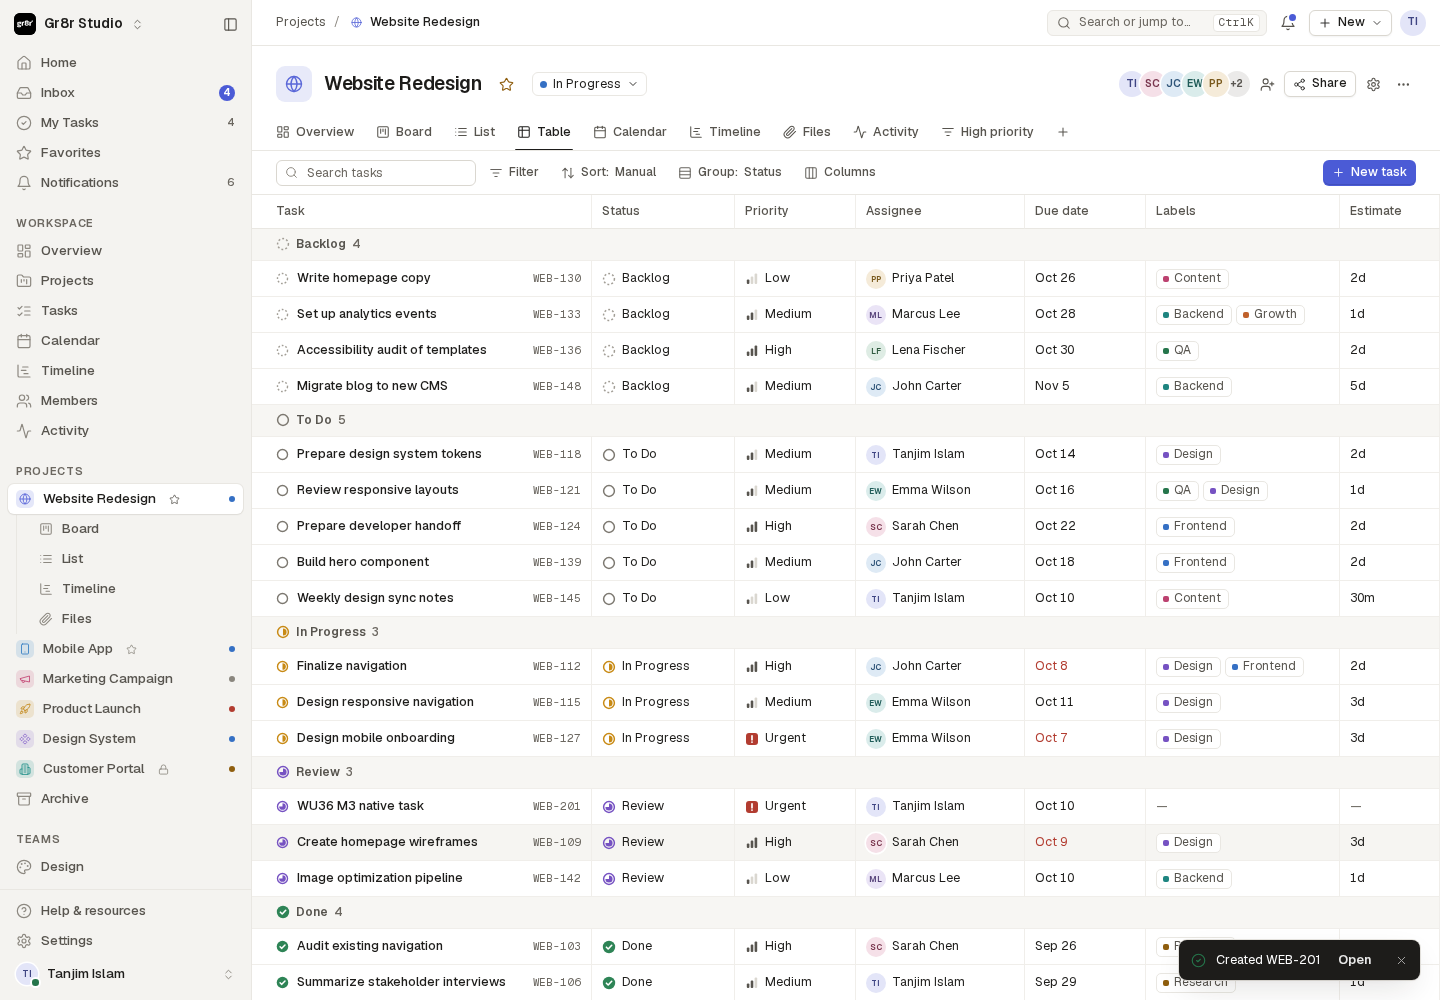 gr8r Gr8r Studio
Home
Inbox 4
My Tasks 4
Favorites
Notifications 6
WORKSPACE
Overview
Projects
Tasks
Calendar
Timeline
Members
Activity
PROJECTS
Website Redesign
Board
List
Timeline
Files
Mobile App
Marketing Campaign
Product Launch
Design System
Customer Portal
Archive
TEAMS
Design
Help & resources
Settings
TI Tanjim Islam
Projects / Website Redesign
Search or jump to... CtrlK
New
TI
Website Redesign
In Progress
TI SC JC EW PP +2
Share
Overview Board List Table Calendar Timeline Files Activity High priority
Search tasks Filter Sort: Manual Group: Status Columns New task
Task Status Priority Assignee Due date Labels Estimate
Backlog 4
Write homepage copy WEB-130 Backlog Low PP Priya Patel Oct 26 Content 2d
Set up analytics events WEB-133 Backlog Medium ML Marcus Lee Oct 28 Backend Growth 1d
Accessibility audit of templates WEB-136 Backlog High LF Lena Fischer Oct 30 QA 2d
Migrate blog to new CMS WEB-148 Backlog Medium JC John Carter Nov 5 Backend 5d
To Do 5
Prepare design system tokens WEB-118 To Do Medium TI Tanjim Islam Oct 14 Design 2d
Review responsive layouts WEB-121 To Do Medium EW Emma Wilson Oct 16 QA Design 1d
Prepare developer handoff WEB-124 To Do High SC Sarah Chen Oct 22 Frontend 2d
Build hero component WEB-139 To Do Medium JC John Carter Oct 18 Frontend 2d
Weekly design sync notes WEB-145 To Do Low TI Tanjim Islam Oct 10 Content 30m
In Progress 3
Finalize navigation WEB-112 In Progress High JC John Carter Oct 8 Design Frontend 2d
Design responsive navigation WEB-115 In Progress Medium EW Emma Wilson Oct 11 Design 3d
Design mobile onboarding WEB-127 In Progress Urgent EW Emma Wilson Oct 7 Design 3d
Review 3
WU36 M3 native task WEB-201 Review Urgent TI Tanjim Islam Oct 10 — —
Create homepage wireframes WEB-109 Review High SC Sarah Chen Oct 9 Design 3d
Image optimization pipeline WEB-142 Review Low ML Marcus Lee Oct 10 Backend 1d
Done 4
Audit existing navigation WEB-103 Done High SC Sarah Chen Sep 26
Summarize stakeholder interviews WEB-106 Done Medium TI Tanjim Islam Sep 29 Research 1d
Created WEB-201 Open